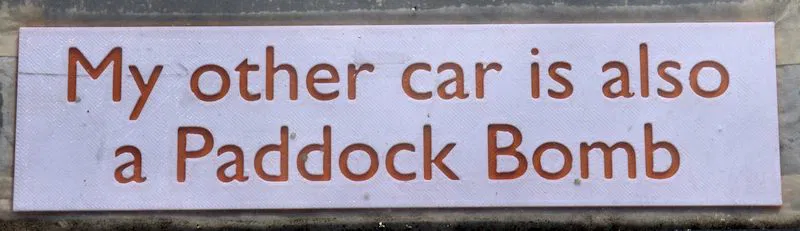 My other car is also
a Paddock Bomb